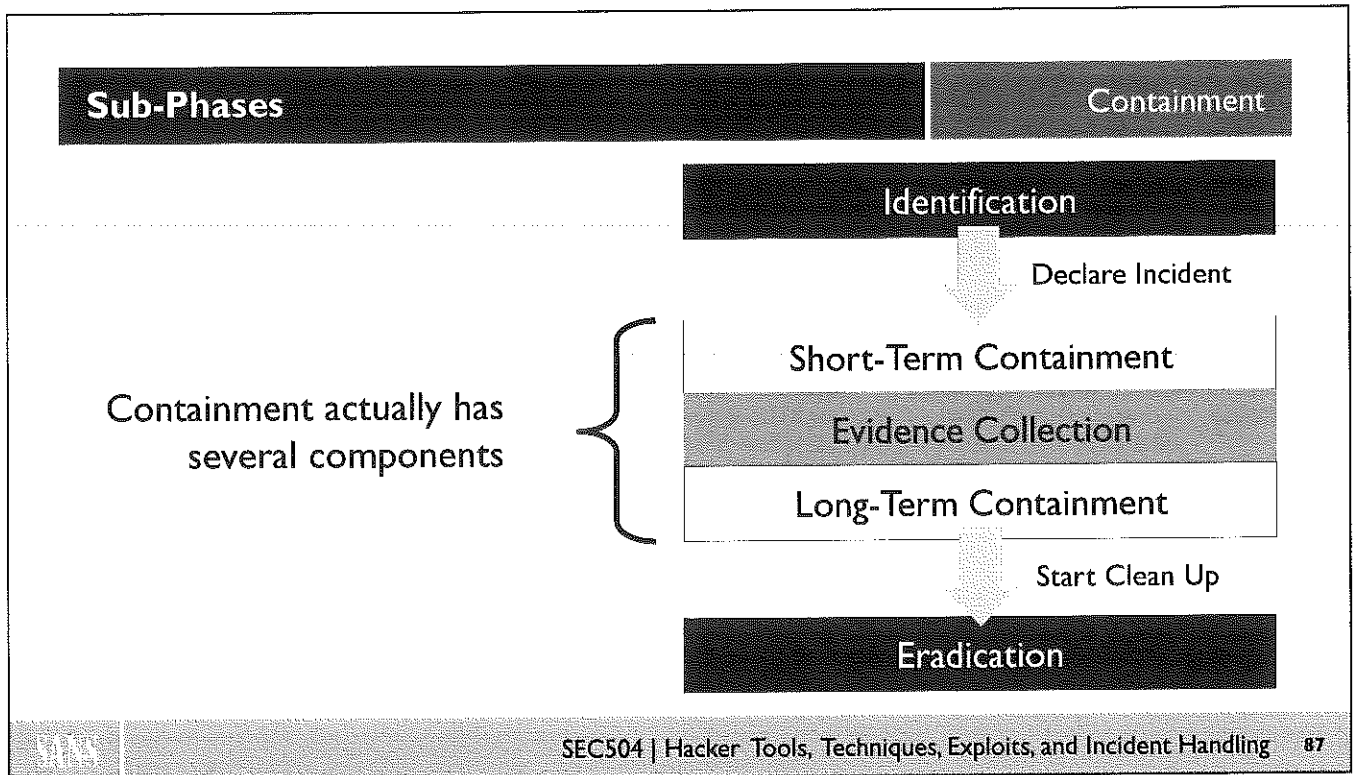 Sub-Phases
Containment
Identification
Declare Incident
Containment actually has
several components
Short-Term Containment
Evidence Collection
Long-Term Containment
Start Clean Up
Eradication
SANS
SEC504 | Hacker Tools, Techniques, Exploits, and Incident Handling 87